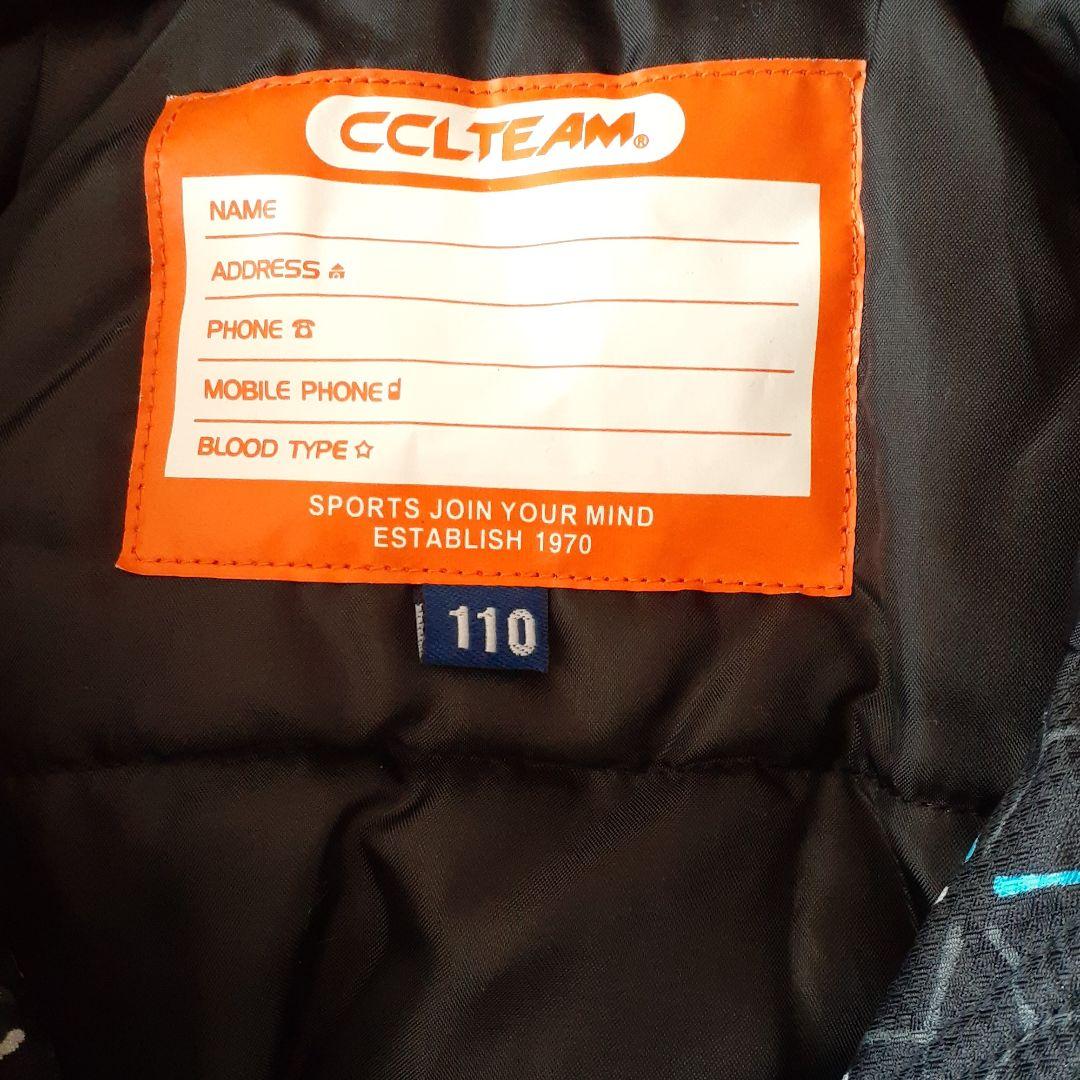 CCLTEAM®
NAME
ADDRESS
PHONE
MOBILE PHONE
BLOOD TYPE
SPORTS JOIN YOUR MIND
ESTABLISH 1970
110